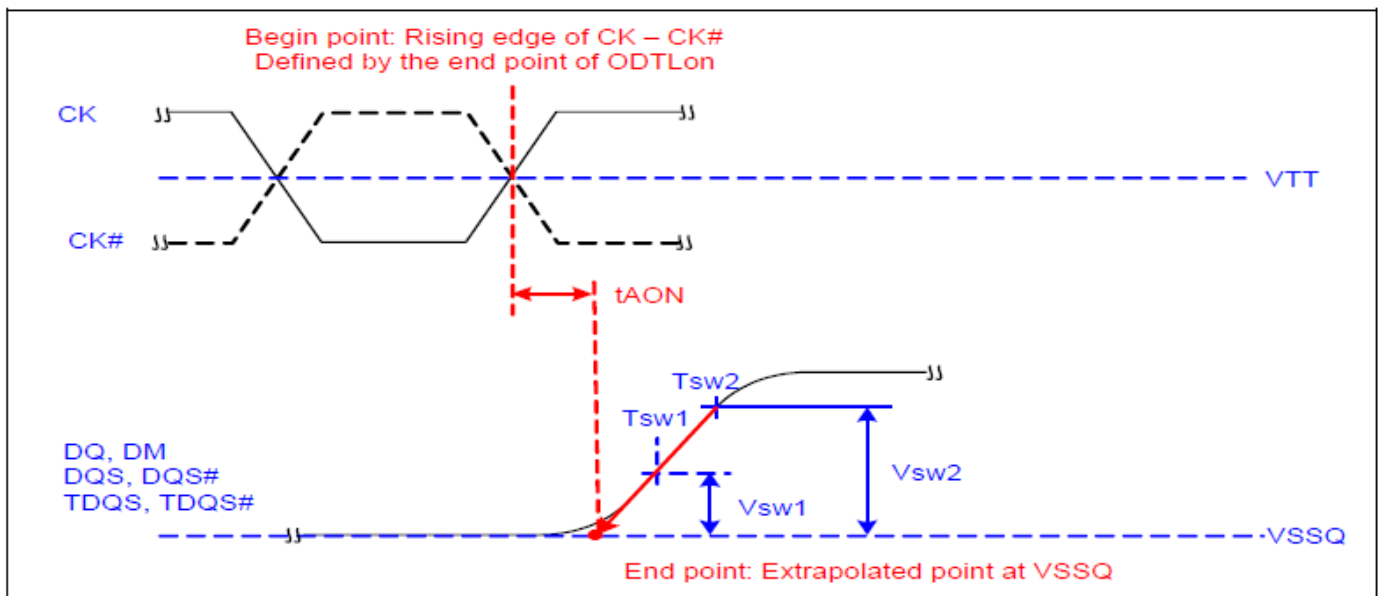 Begin point: Rising edge of CK – CK#
Defined by the end point of ODTLon
CK
VTT
CK#
tAON
Tsw2
Tsw1
DQ, DM
DQS, DQS#
TDQS, TDQS#
Vsw2
Vsw1
VSSQ
End point: Extrapolated point at VSSQ